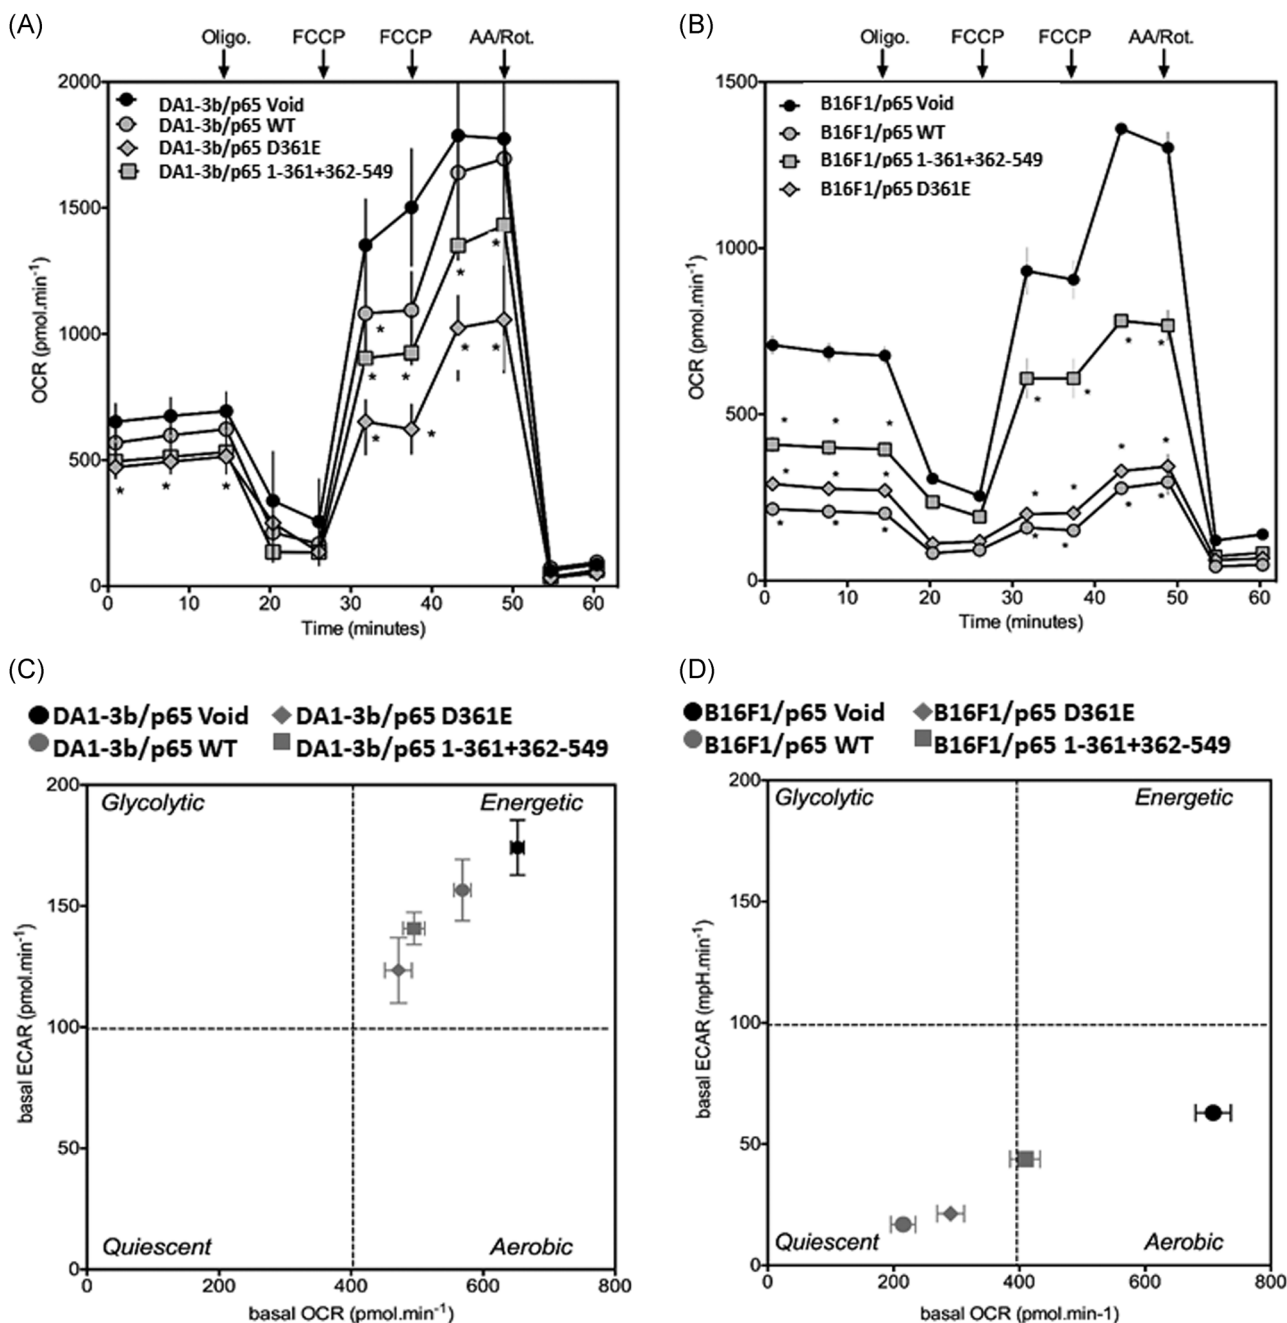 (A)
Oligo. FCCP FCCP AA/Rot.
2000
1500
1000
500
0
OCR (pmol.min⁻¹)
DA1-3b/p65 Void
DA1-3b/p65 WT
DA1-3b/p65 D361E
DA1-3b/p65 1-361+362-549
0 10 20 30 40 50 60
Time (minutes)
(B)
Oligo. FCCP FCCP AA/Rot.
1500
1000
500
0
OCR (pmol.min⁻¹)
B16F1/p65 Void
B16F1/p65 WT
B16F1/p65 1-361+362-549
B16F1/p65 D361E
0 10 20 30 40 50 60
Time (minutes)
(C)
DA1-3b/p65 Void DA1-3b/p65 D361E
DA1-3b/p65 WT DA1-3b/p65 1-361+362-549
200
150
100
50
0
basal ECAR (pmol.min⁻¹)
Glycolytic Energetic
Quiescent Aerobic
0 200 400 600 800
basal OCR (pmol.min⁻¹)
(D)
B16F1/p65 Void B16F1/p65 D361E
B16F1/p65 WT B16F1/p65 1-361+362-549
200
150
100
50
0
basal ECAR (mpH.min⁻¹)
Glycolytic Energetic
Quiescent Aerobic
0 200 400 600 800
basal OCR (pmol.min-1)